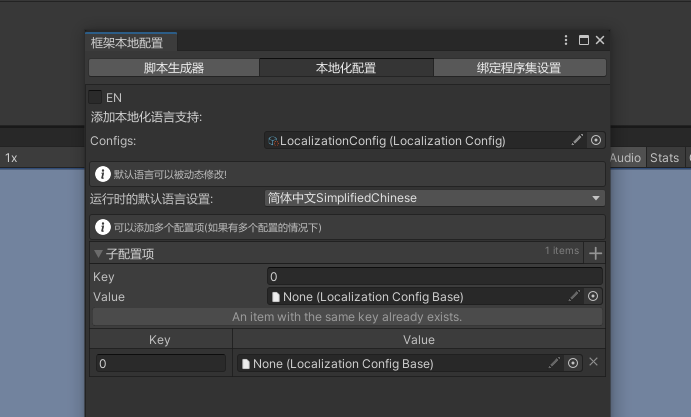 框架本地配置
脚本生成器 本地化配置 绑定程序集设置
EN
添加本地化语言支持:
Configs: LocalizationConfig (Localization Config)
1x
Audio Stats
默认语言可以被动态修改!
运行时的默认语言设置: 简体中文SimplifiedChinese
可以添加多个配置项(如果有多个配置的情况下)
子配置项 1 items
Key 0
Value None (Localization Config Base)
An item with the same key already exists.
Key Value
0 None (Localization Config Base)